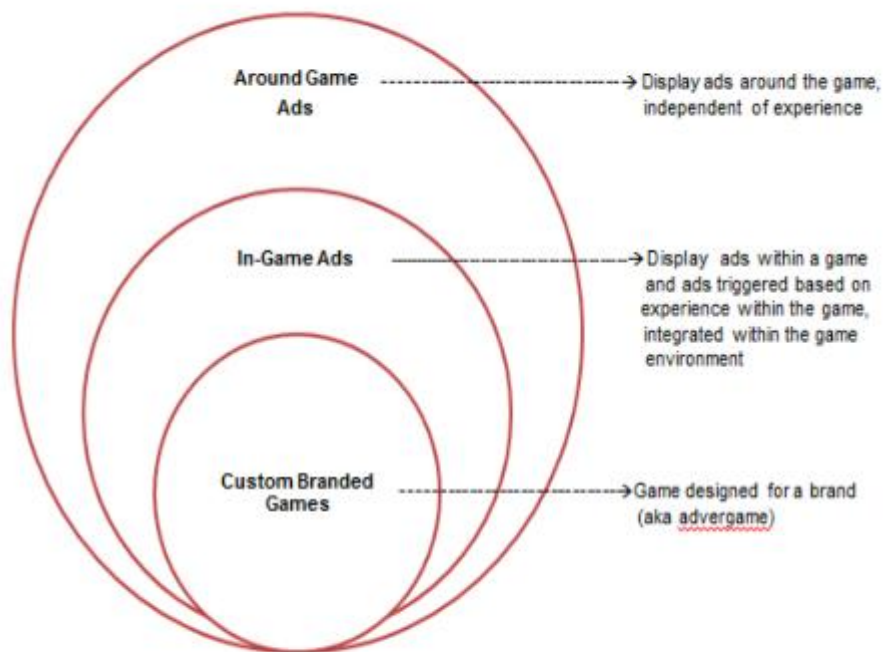 Around Game
Ads
Display ads around the game,
independent of experience
In-Game Ads
Display ads within a game
and ads triggered based on
experience within the game,
integrated within the game
environment
Custom Branded
Games
Game designed for a brand
(aka advergame)